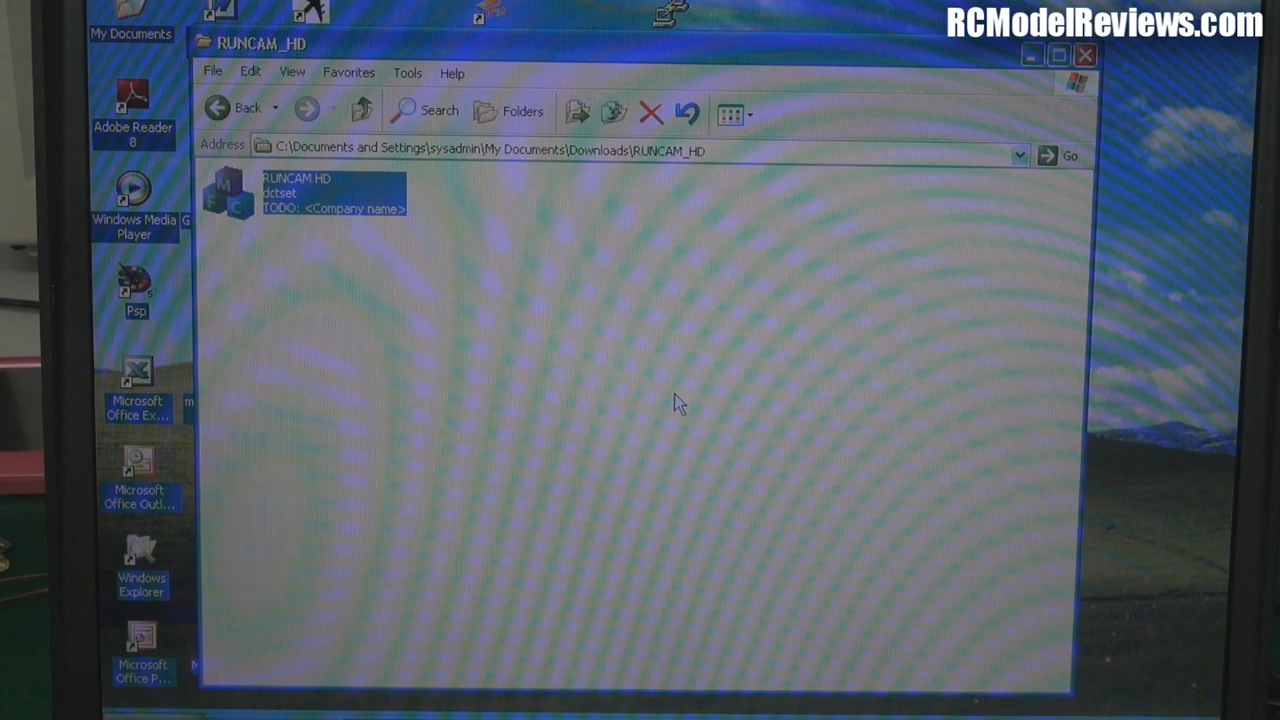 RCModelReviews.com
My Documents
RUNCAM_HD
File Edit View Favorites Tools Help
Back Search Folders
Address C:\Documents and Settings\sysadmin\My Documents\Downloads\RUNCAM_HD Go
RUNCAM HD
dctset
TODO: <Company name>
M
F C
Adobe Reader
8
Windows Media
Player
G
Psp
5
Microsoft
Office Ex...
m
Microsoft
Office Outl...
Windows
Explorer
Microsoft
Office P...